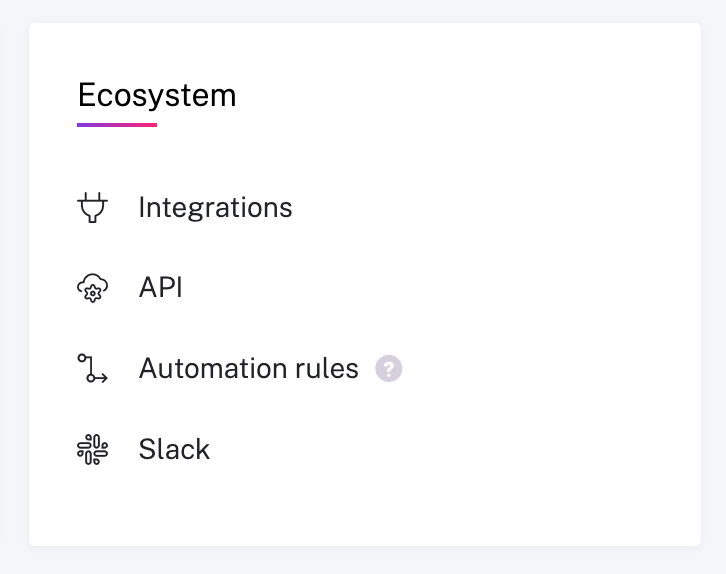 Ecosystem
Integrations
API
Automation rules ?
Slack